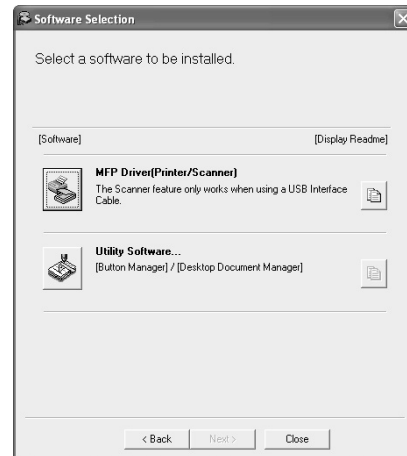 Software Selection
Select a software to be installed.
[Software] [Display Readme]
MFP Driver(Printer/Scanner)
The Scanner feature only works when using a USB Interface
Cable.
Utility Software...
[Button Manager] / [Desktop Document Manager]
< Back Next > Close